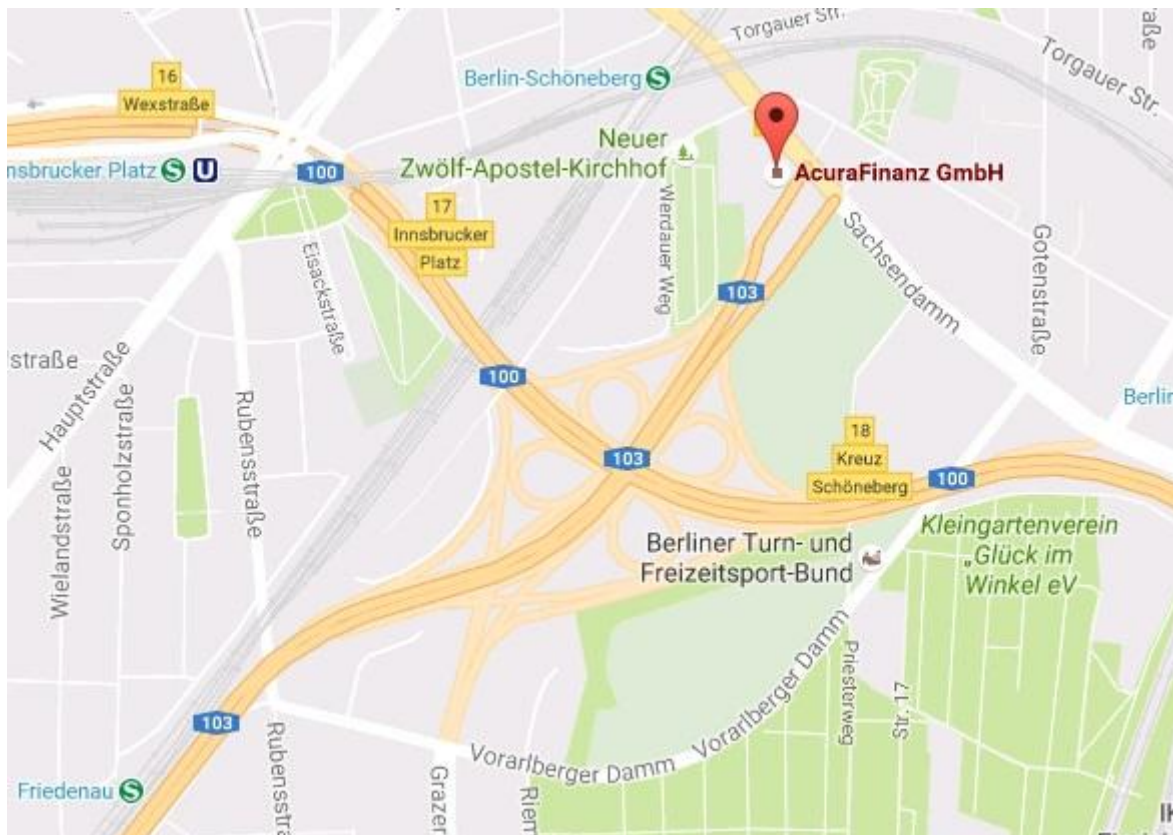 Torgauer Str.
Torgauer Str.
16
Wexstraße
Berlin-Schöneberg S
Neuer
Zwölf-Apostel-Kirchhof
AcuraFinanz GmbH
nsbrucker Platz S U
100
17
Innsbrucker
Platz
Eisackstraße
Werdauer Weg
Sachsendamm
Gotenstraße
103
straße
Hauptstraße
Rubensstraße
100
Berlin
Sponholzstraße
Wielandstraße
103
18
Kreuz
Schöneberg
100
Berliner Turn- und
Freizeitsport-Bund
Kleingartenverein
„Glück im
Winkel eV
Priesterweg
Str. 17
103
Vorarlberger Damm
Vorarlberger Damm
Rubensstra
Friedenau S
Grazer
Riem